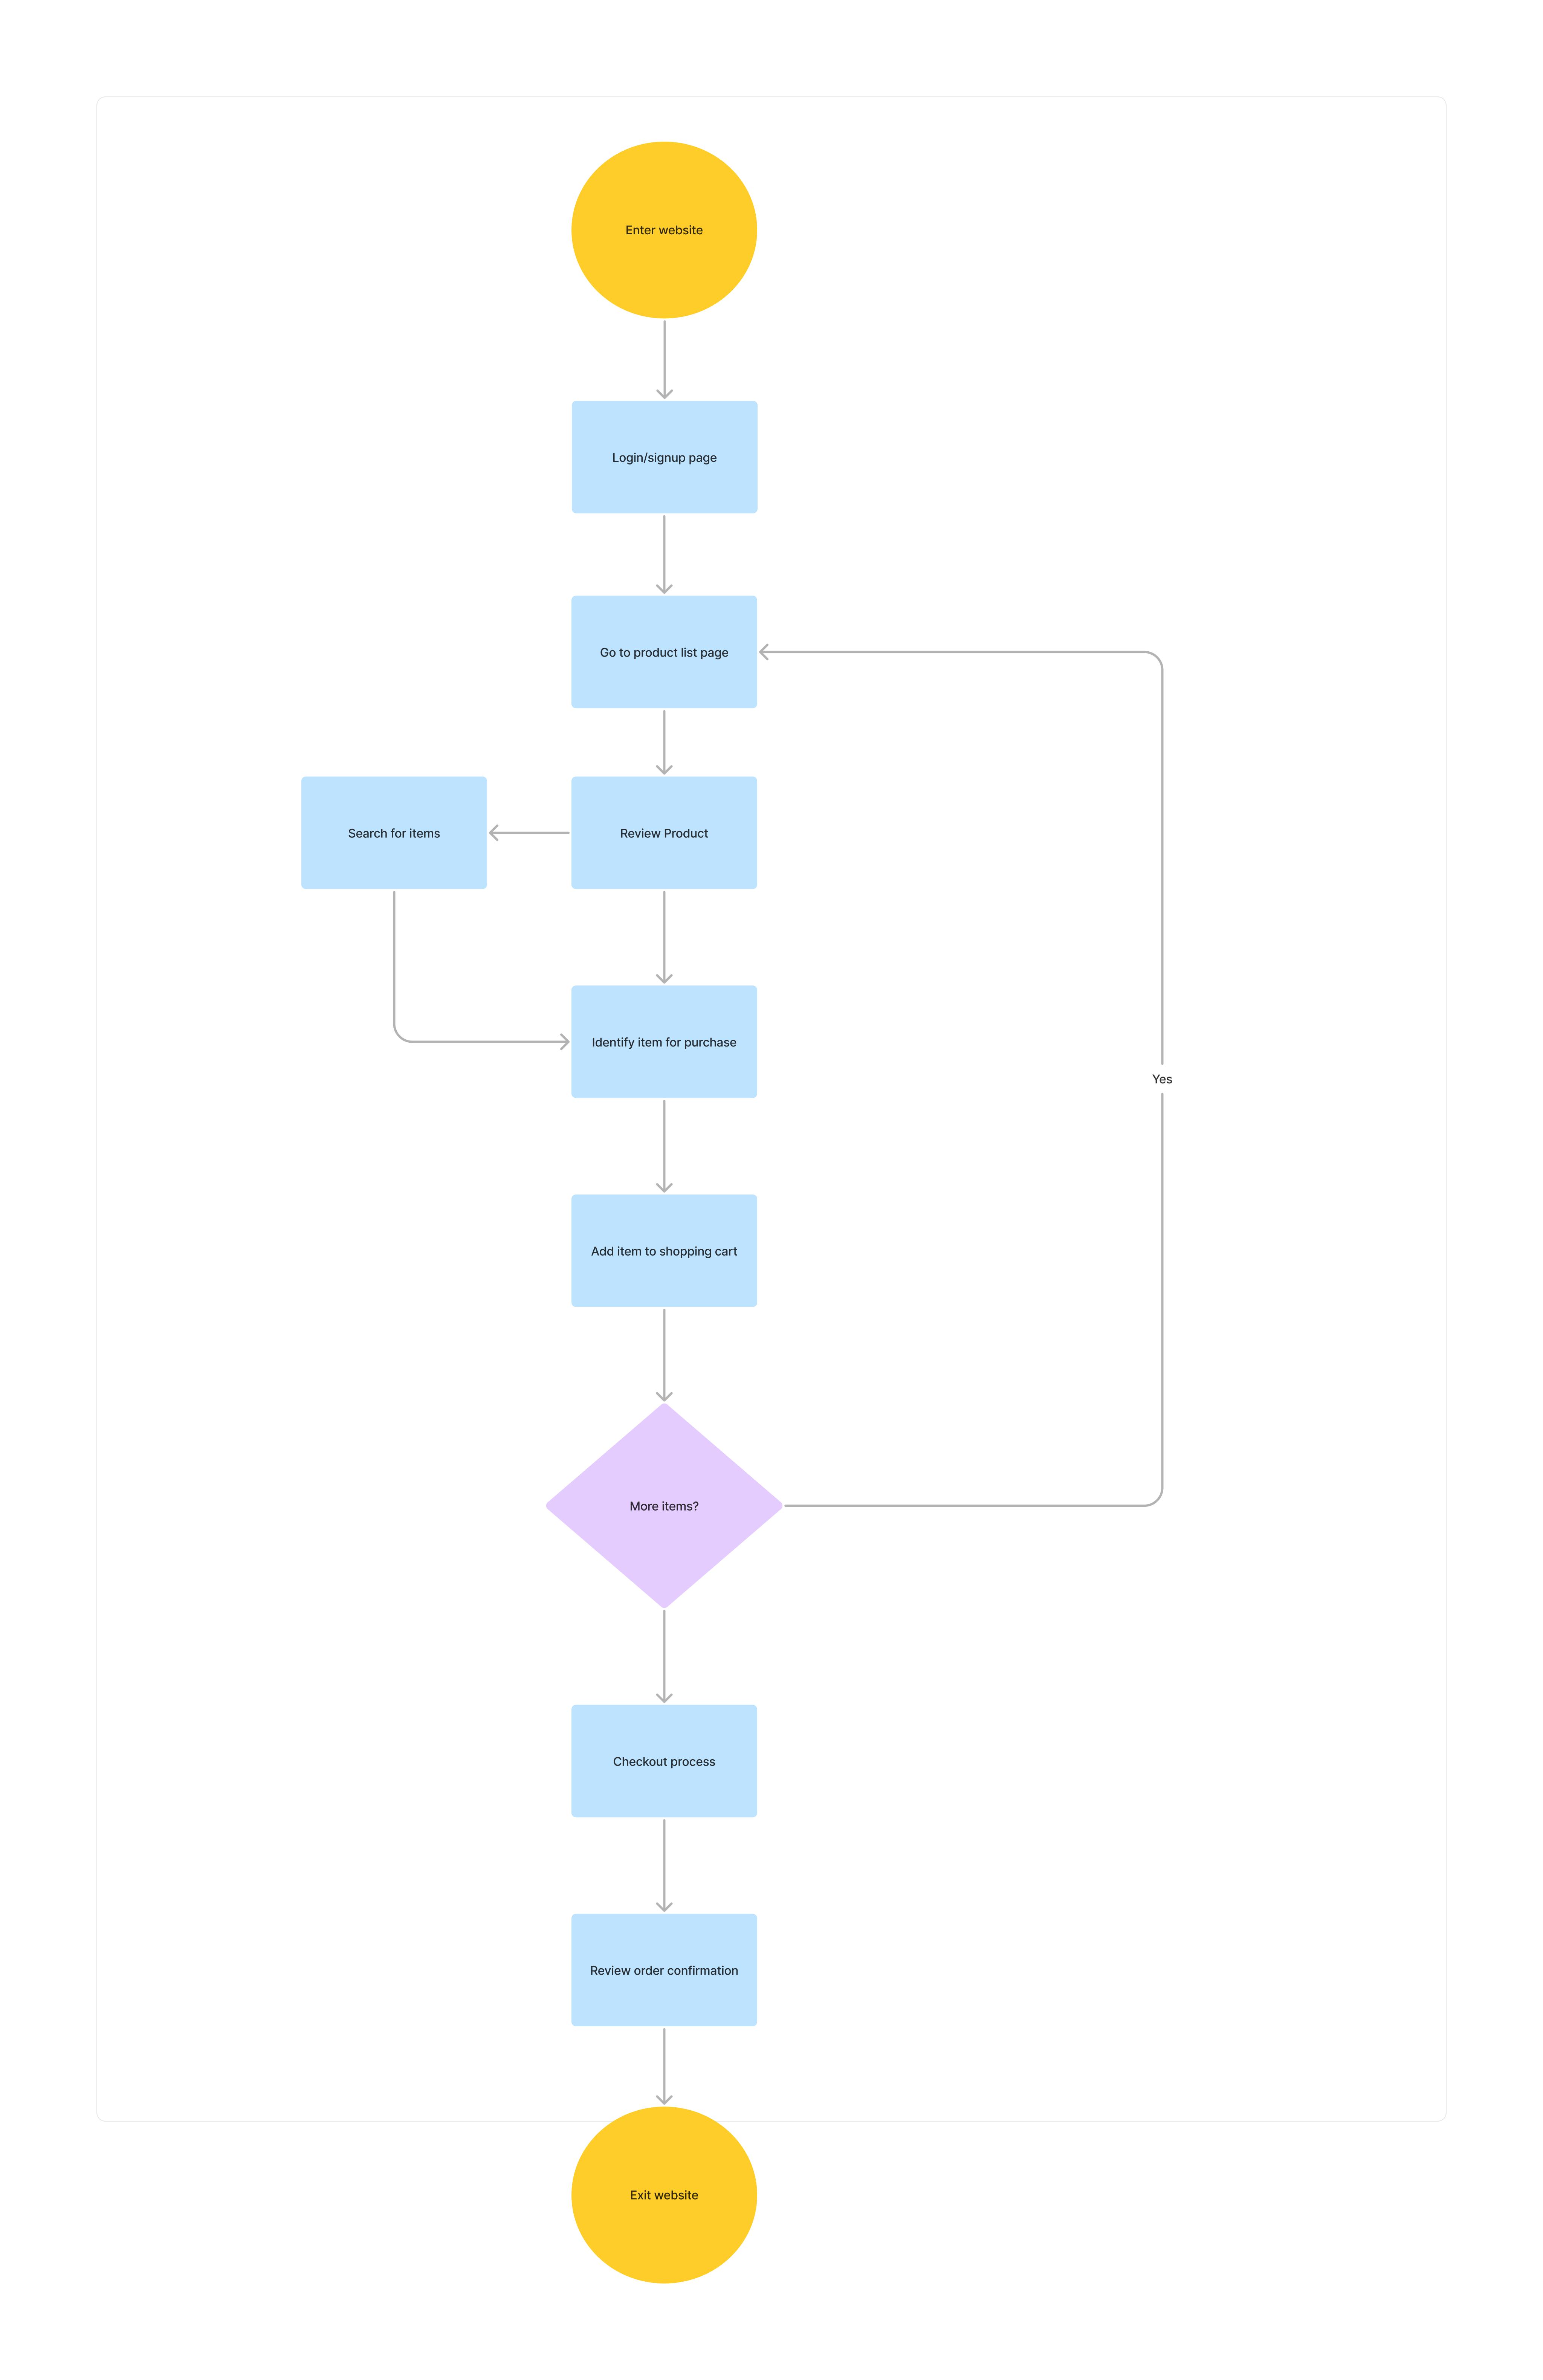 Enter website
Login/signup page
Go to product list page
Search for items
Review Product
Identify item for purchase
Yes
Add item to shopping cart
More items?
Checkout process
Review order confirmation
Exit website